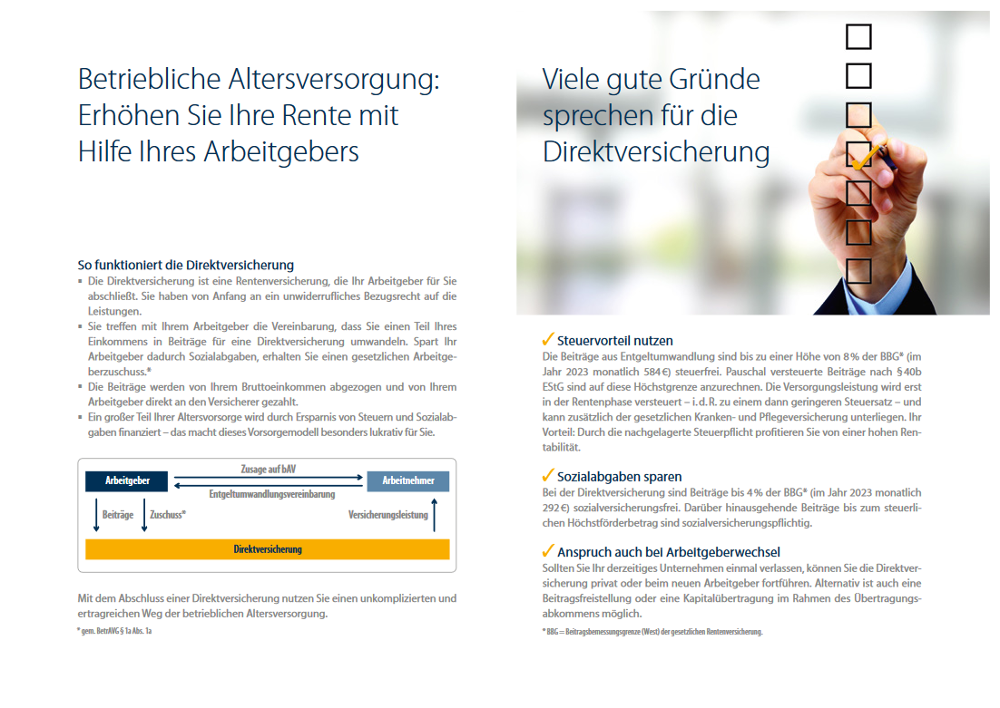 Betriebliche Altersversorgung:
Erhöhen Sie Ihre Rente mit
Hilfe Ihres Arbeitgebers
So funktioniert die Direktversicherung
▪ Die Direktversicherung ist eine Rentenversicherung, die Ihr Arbeitgeber für Sie
abschließt. Sie haben von Anfang an ein unwiderrufliches Bezugsrecht auf die
Leistungen.
▪ Sie treffen mit Ihrem Arbeitgeber die Vereinbarung, dass Sie einen Teil Ihres
Einkommens in Beiträge für eine Direktversicherung umwandeln. Spart Ihr
Arbeitgeber dadurch Sozialabgaben, erhalten Sie einen gesetzlichen Arbeitge-
berzuschuss.*
▪ Die Beiträge werden von Ihrem Bruttoeinkommen abgezogen und von Ihrem
Arbeitgeber direkt an den Versicherer gezahlt.
▪ Ein großer Teil Ihrer Altersvorsorge wird durch Ersparnis von Steuern und Sozialab-
gaben finanziert – das macht dieses Vorsorgemodell besonders lukrativ für Sie.
Zusage auf bAV
Arbeitgeber
Arbeitnehmer
Entgeltumwandlungsvereinbarung
Beiträge
Zuschuss*
Versicherungsleistung
Direktversicherung
Mit dem Abschluss einer Direktversicherung nutzen Sie einen unkomplizierten und
ertragreichen Weg der betrieblichen Altersversorgung.
* gem. BetrAVG § 1a Abs. 1a
Viele gute Gründe
sprechen für die
Direktversicherung
✓ Steuervorteil nutzen
Die Beiträge aus Entgeltumwandlung sind bis zu einer Höhe von 8 % der BBG* (im
Jahr 2023 monatlich 584 €) steuerfrei. Pauschal versteuerte Beiträge nach § 40b
EStG sind auf diese Höchstgrenze anzurechnen. Die Versorgungsleistung wird erst
in der Rentenphase versteuert – i. d. R. zu einem dann geringeren Steuersatz – und
kann zusätzlich der gesetzlichen Kranken- und Pflegeversicherung unterliegen. Ihr
Vorteil: Durch die nachgelagerte Steuerpflicht profitieren Sie von einer hohen Ren-
tabilität.
✓ Sozialabgaben sparen
Bei der Direktversicherung sind Beiträge bis 4 % der BBG* (im Jahr 2023 monatlich
292 €) sozialversicherungsfrei. Darüber hinausgehende Beiträge bis zum steuerli-
chen Höchstförderbetrag sind sozialversicherungspflichtig.
✓ Anspruch auch bei Arbeitgeberwechsel
Sollten Sie Ihr derzeitiges Unternehmen einmal verlassen, können Sie die Direktver-
sicherung privat oder beim neuen Arbeitgeber fortführen. Alternativ ist auch eine
Beitragsfreistellung oder eine Kapitalübertragung im Rahmen des Übertragungs-
abkommens möglich.
* BBG = Beitragsbemessungsgrenze (West) der gesetzlichen Rentenversicherung.